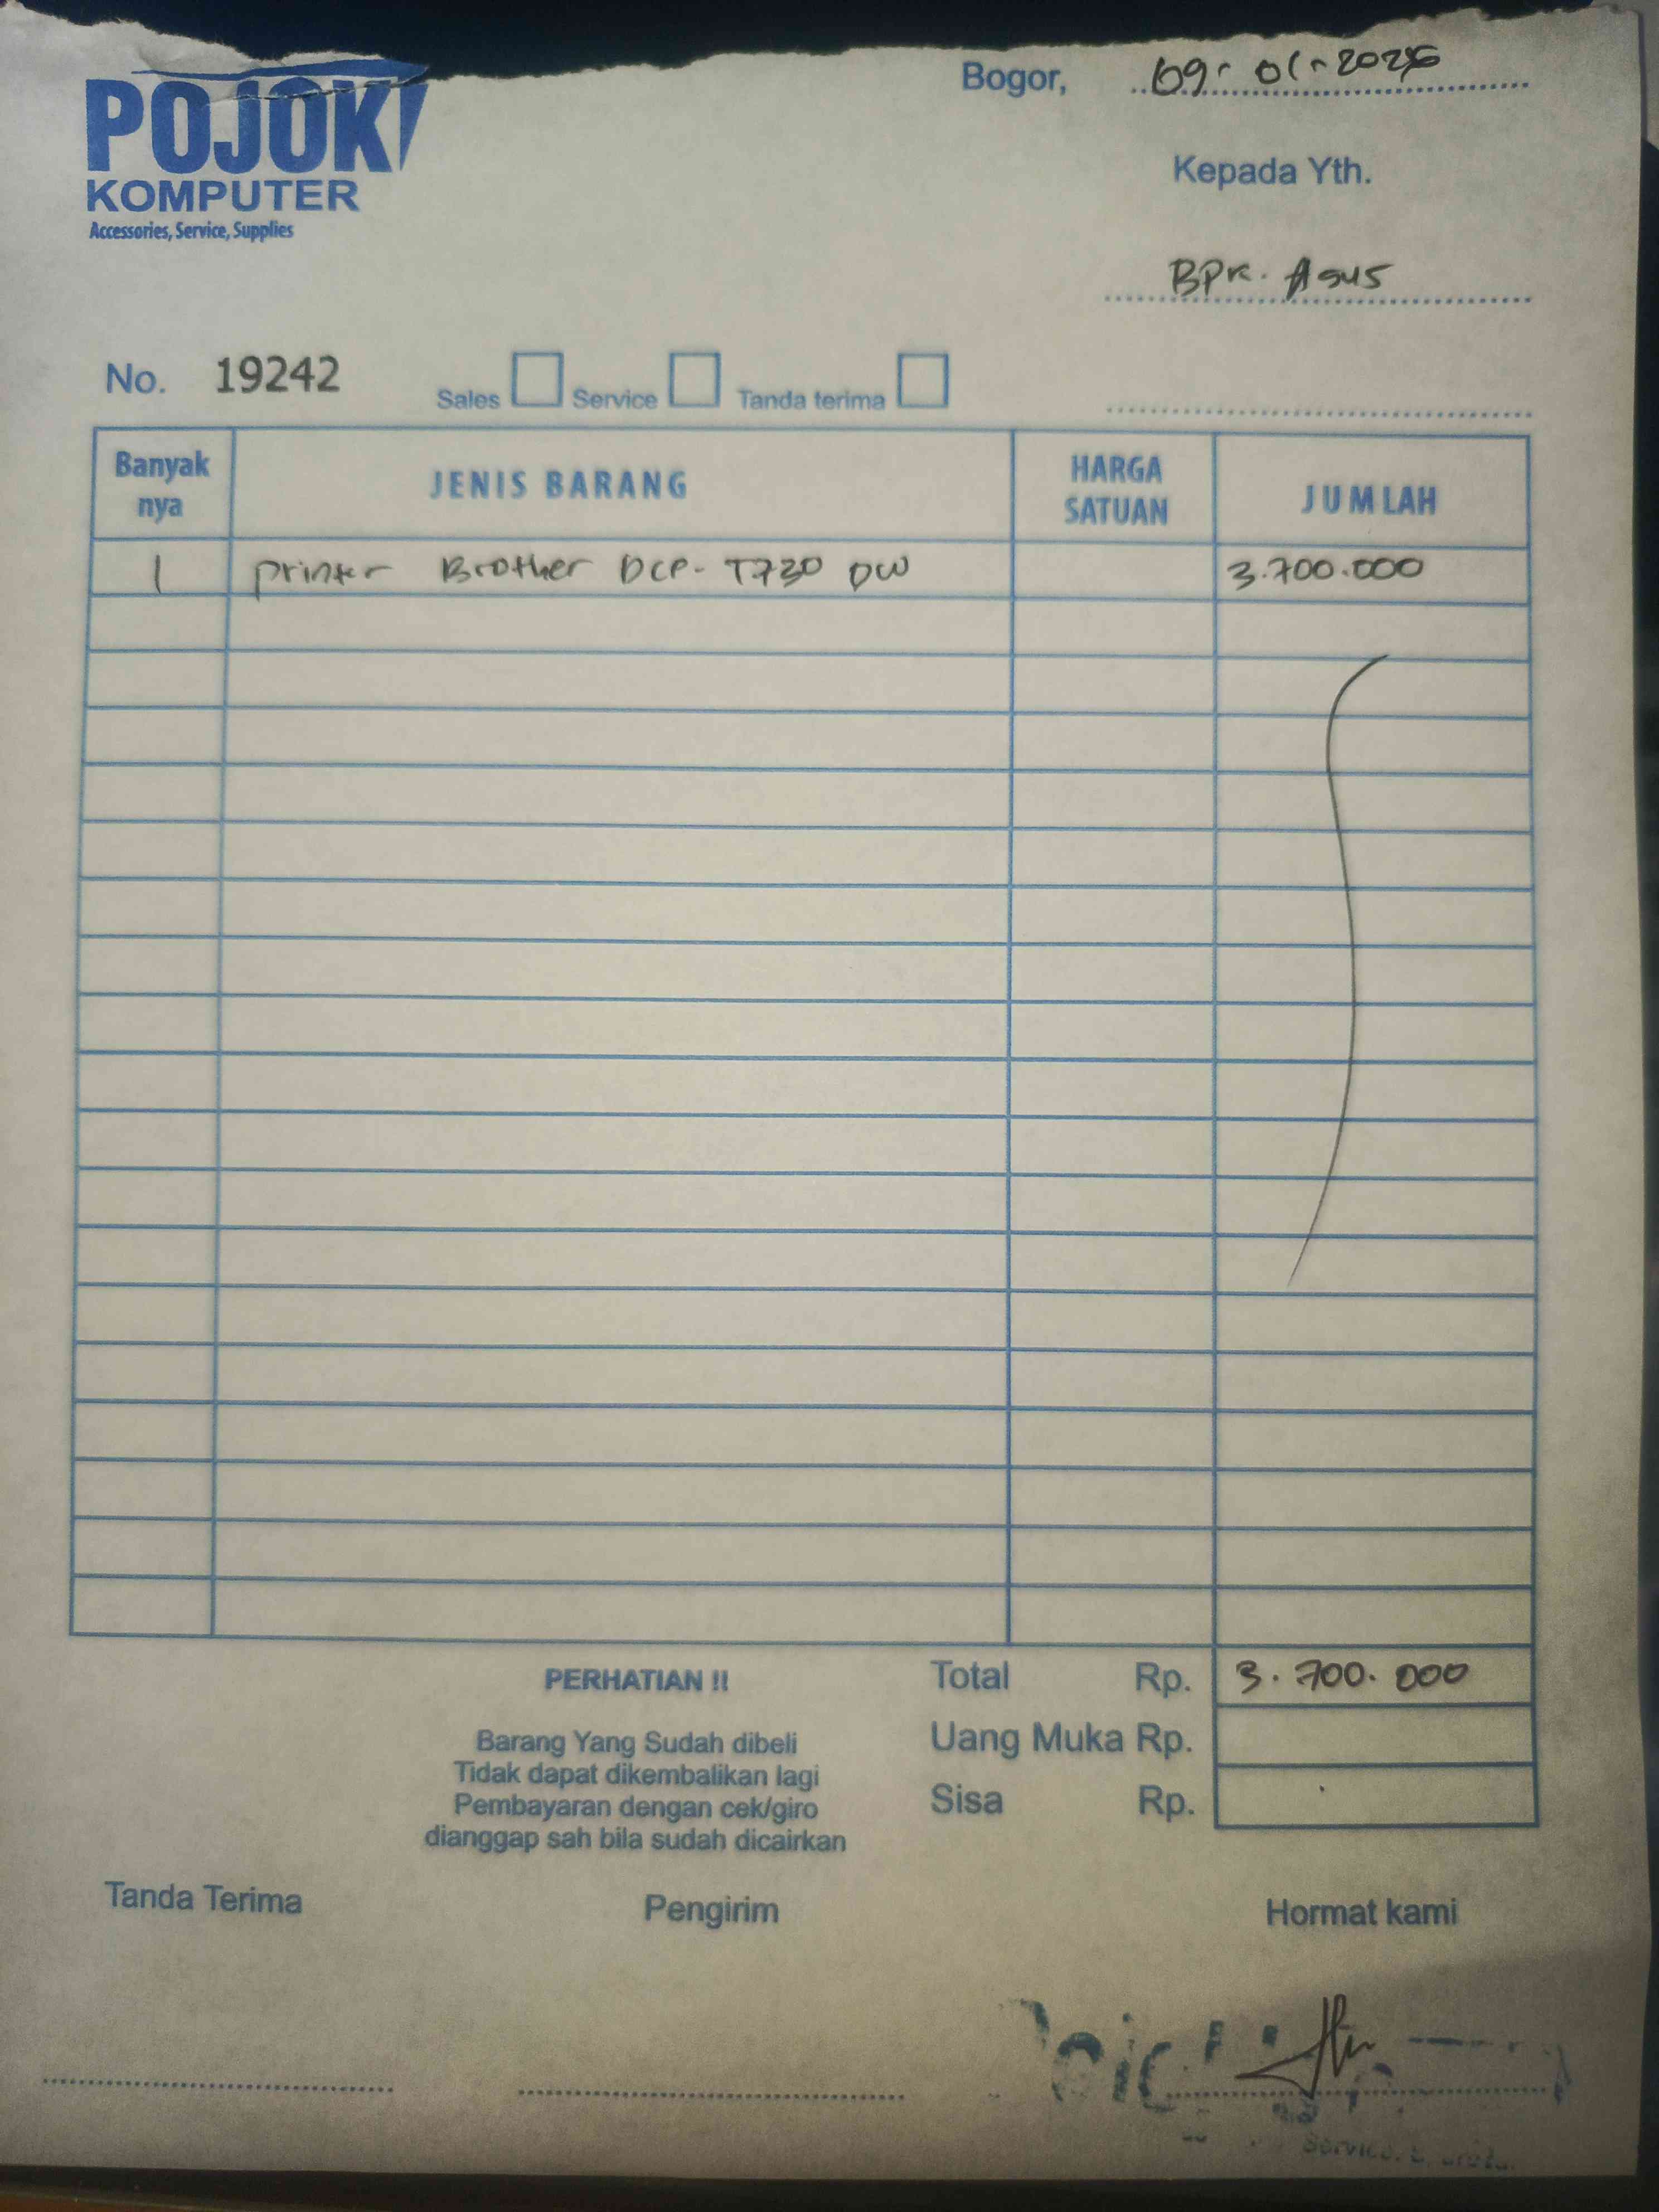 POJOK
KOMPUTER
Accessories, Service, Supplies
Bogor, 09-01-2026
Kepada Yth.
BPK. Agus
No. 19242 Sales Service Tanda terima
Banyak nya JENIS BARANG HARGA SATUAN JUMLAH
1 printer Brother DCP-T730 DW 3.700.000
Total Rp. 3.700.000
Uang Muka Rp.
Sisa Rp.
PERHATIAN !!
Barang Yang Sudah dibeli
Tidak dapat dikembalikan lagi
Pembayaran dengan cek/giro
dianggap sah bila sudah dicairkan
Tanda Terima Pengirim Hormat kami